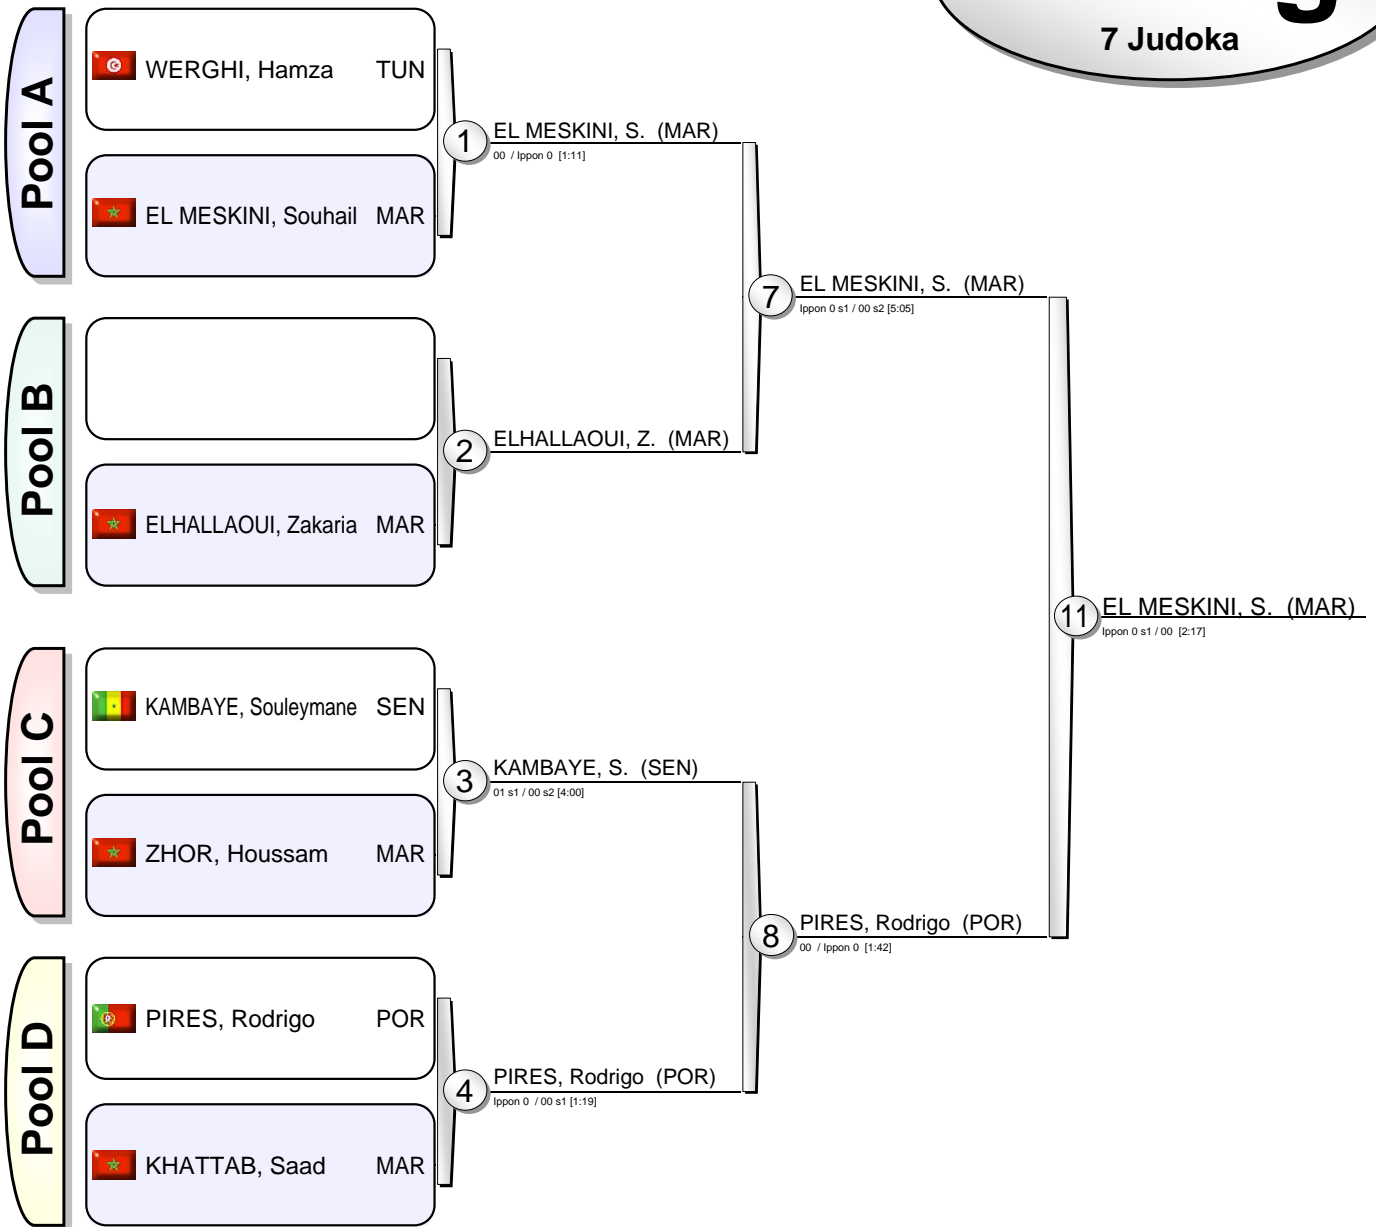 7 Judoka
Pool A
WERGHI, Hamza TUN
EL MESKINI, Souhail MAR
1
EL MESKINI, S. (MAR)
00 / Ippon 0 [1:11]
Pool B
ELHALLAOUI, Zakaria MAR
2
ELHALLAOUI, Z. (MAR)
7
EL MESKINI, S. (MAR)
Ippon 0 s1 / 00 s2 [5:05]
Pool C
KAMBAYE, Souleymane SEN
ZHOR, Houssam MAR
3
KAMBAYE, S. (SEN)
01 s1 / 00 s2 [4:00]
Pool D
PIRES, Rodrigo POR
KHATTAB, Saad MAR
4
PIRES, Rodrigo (POR)
Ippon 0 / 00 s1 [1:19]
8
PIRES, Rodrigo (POR)
00 / Ippon 0 [1:42]
11
EL MESKINI, S. (MAR)
Ippon 0 s1 / 00 [2:17]